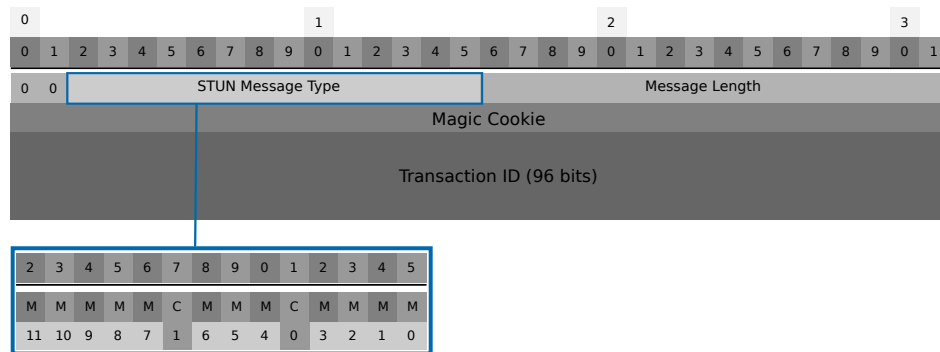 0 1 2 3
0 1 2 3 4 5 6 7 8 9 0 1 2 3 4 5 6 7 8 9 0 1 2 3 4 5 6 7 8 9 0 1
0 0 STUN Message Type Message Length
Magic Cookie
Transaction ID (96 bits)
2 3 4 5 6 7 8 9 0 1 2 3 4 5
M M M M M C M M M C M M M M
11 10 9 8 7 1 6 5 4 0 3 2 1 0